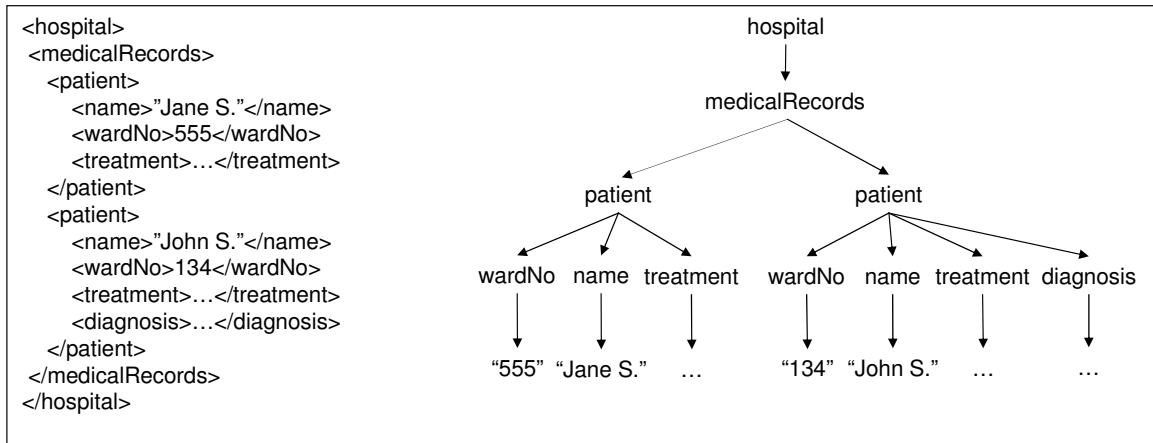 <hospital>
<medicalRecords>
<patient>
<name>”Jane S.”</name>
<wardNo>555</wardNo>
<treatment>…</treatment>
</patient>
<patient>
<name>”John S.”</name>
<wardNo>134</wardNo>
<treatment>…</treatment>
<diagnosis>…</diagnosis>
</patient>
</medicalRecords>
</hospital>
hospital
medicalRecords
patient patient
wardNo name treatment wardNo name treatment diagnosis
“555” “Jane S.” … “134” “John S.” … …